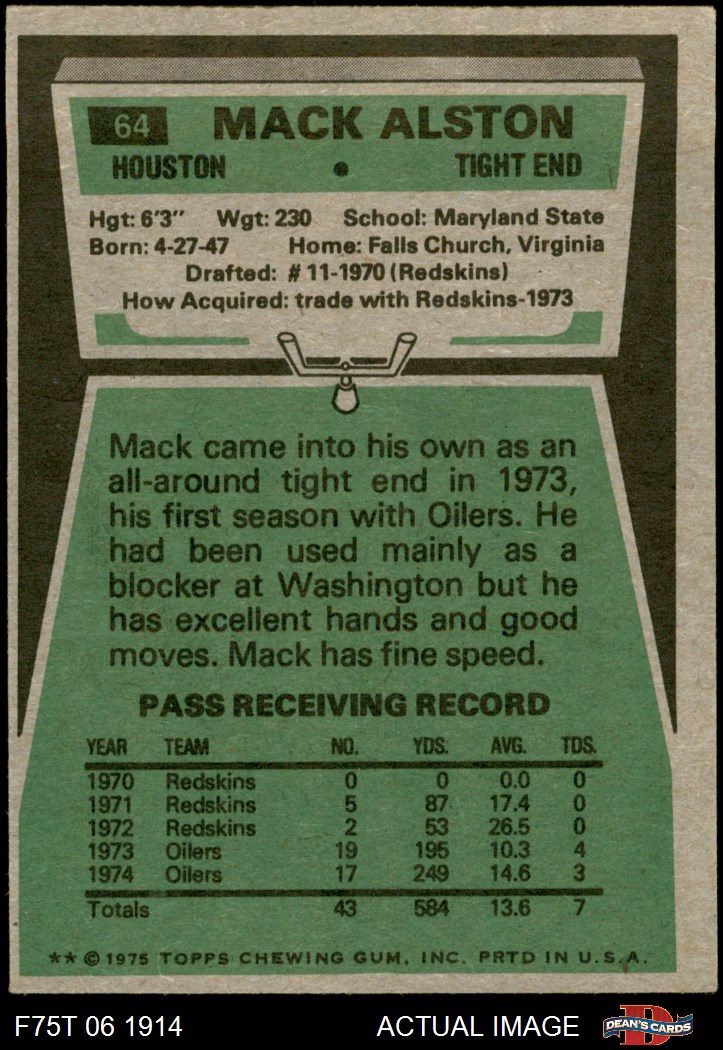 64 MACK ALSTON
HOUSTON • TIGHT END
Hgt: 6'3" Wgt: 230 School: Maryland State
Born: 4-27-47 Home: Falls Church, Virginia
Drafted: #11-1970 (Redskins)
How Acquired: trade with Redskins-1973
Mack came into his own as an
all-around tight end in 1973,
his first season with Oilers. He
had been used mainly as a
blocker at Washington but he
has excellent hands and good
moves. Mack has fine speed.
PASS RECEIVING RECORD
YEAR TEAM NO. YDS. AVG. TDS.
1970 Redskins 0 0 0.0 0
1971 Redskins 5 87 17.4 0
1972 Redskins 2 53 26.5 0
1973 Oilers 19 195 10.3 4
1974 Oilers 17 249 14.6 3
Totals 43 584 13.6 7
** © 1975 TOPPS CHEWING GUM, INC. PRTD IN U.S.A.
F75T 06 1914 ACTUAL IMAGE D DEAN'S CARDS